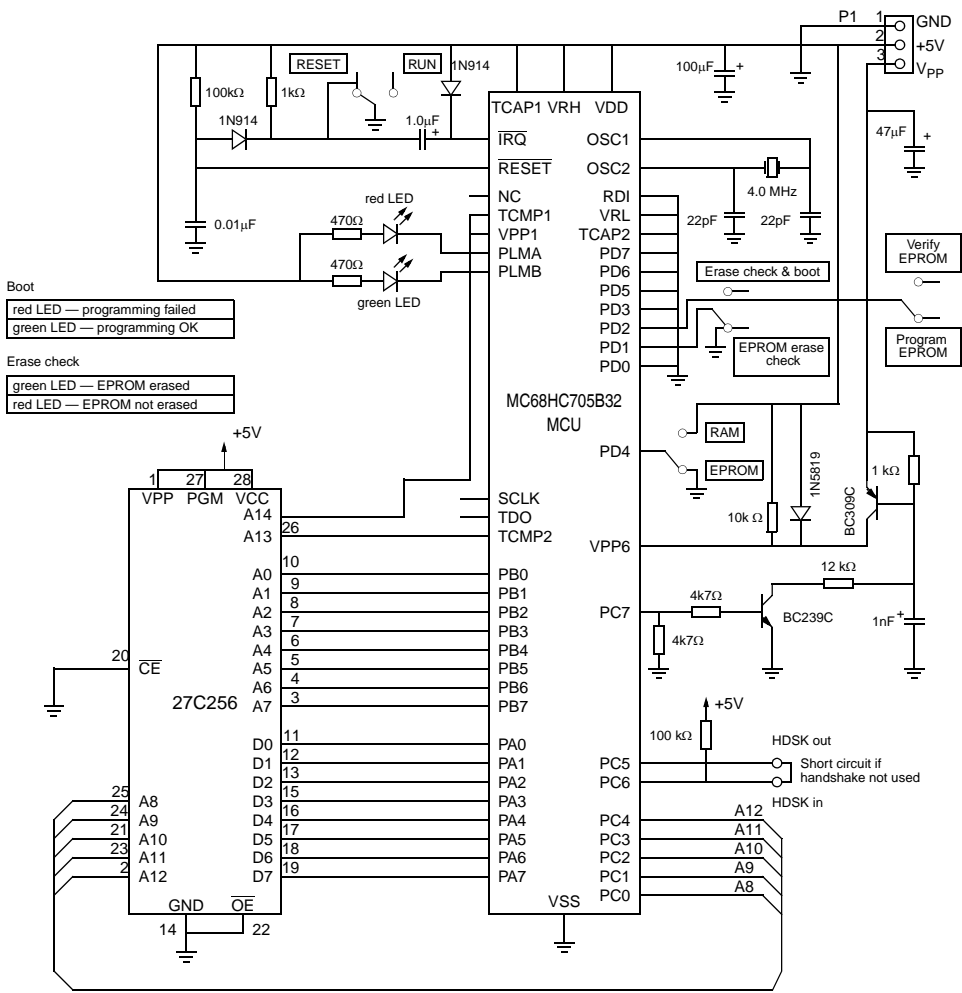 P1
1
GND
2
+5V
3
VPP
RESET
RUN
1N914
100μF
+
100kΩ
1kΩ
1N914
1.0μF
+
47μF
+
TCAP1 VRH VDD
IRQ
OSC1
RESET
OSC2
4.0 MHz
NC
RDI
TCMP1
VRL
22pF
22pF
VPP1
TCAP2
PLMA
PD7
PLMB
PD6
PD5
PD3
PD2
PD1
PD0
0.01μF
red LED
470Ω
470Ω
green LED
Erase check & boot
EPROM erase
check
Verify
EPROM
Program
EPROM
Boot
red LED — programming failed
green LED — programming OK
Erase check
green LED — EPROM erased
red LED — EPROM not erased
MC68HC705B32
MCU
RAM
PD4
EPROM
+5V
1
27
28
VPP
PGM
VCC
A14
SCLK
TDO
A13
26
TCMP2
VPP6
10k Ω
1N5819
BC309C
1 kΩ
12 kΩ
A0
10
PB0
A1
9
PB1
A2
8
PB2
A3
7
PB3
A4
6
PB4
A5
5
PB5
A6
4
PB6
A7
3
PB7
PC7
4k7Ω
4k7Ω
BC239C
1nF
+
20
CE
27C256
D0
11
PA0
D1
12
PA1
D2
13
PA2
D3
15
PA3
D4
16
PA4
D5
17
PA5
D6
18
PA6
D7
19
PA7
+5V
100 kΩ
HDSK out
PC5
PC6
Short circuit if
handshake not used
HDSK in
25
A8
24
A9
21
A10
23
A11
2
A12
PC4
A12
PC3
A11
PC2
A10
PC1
A9
PC0
A8
GND
OE
14
22
VSS